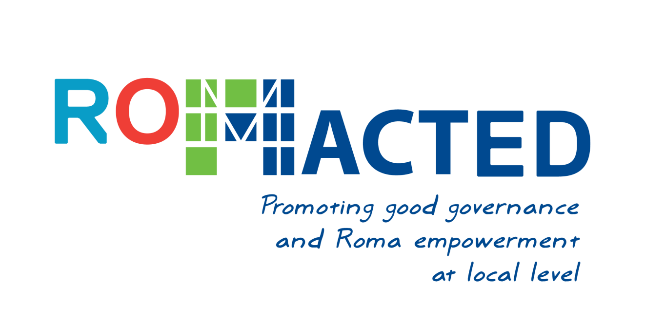 ROMACTED
Promoting good governance
and Roma empowerment
at local level